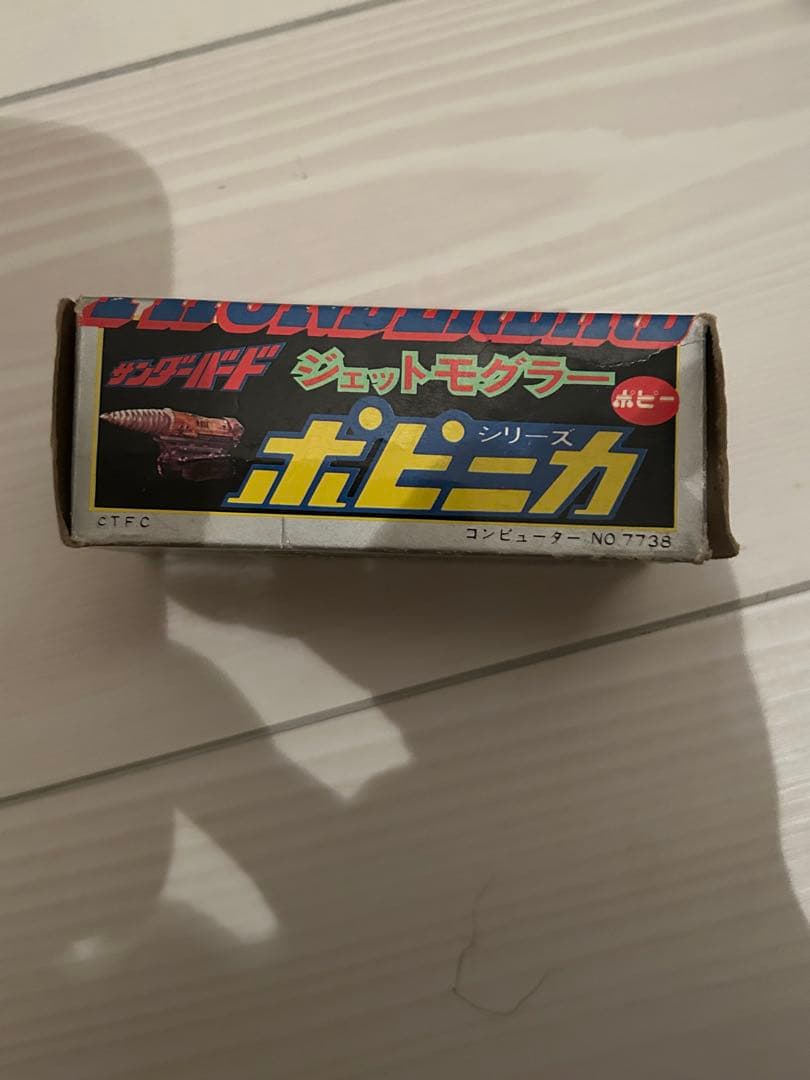 THUNDERBIRD
サンダーバード ジェットモグラー
ポピー
シリーズ
ポピニカ
CTFC
コンピューター NO.7738